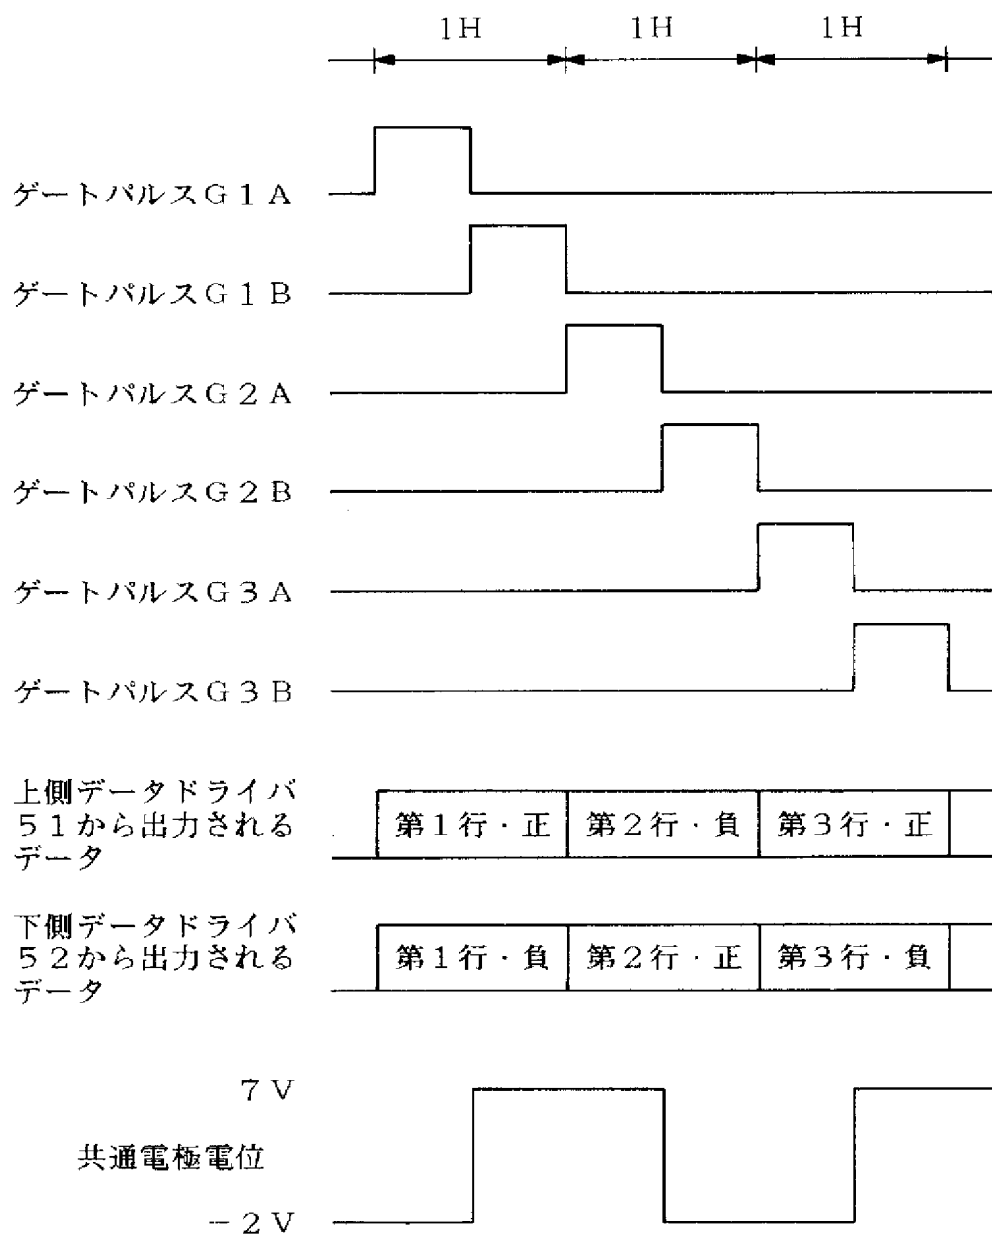 1H 1H 1H
ゲートパルスG1A
ゲートパルスG1B
ゲートパルスG2A
ゲートパルスG2B
ゲートパルスG3A
ゲートパルスG3B
上側データドライバ
51から出力される
データ
第1行・正 第2行・負 第3行・正
下側データドライバ
52から出力される
データ
第1行・負 第2行・正 第3行・負
7V
共通電極電位
-2V